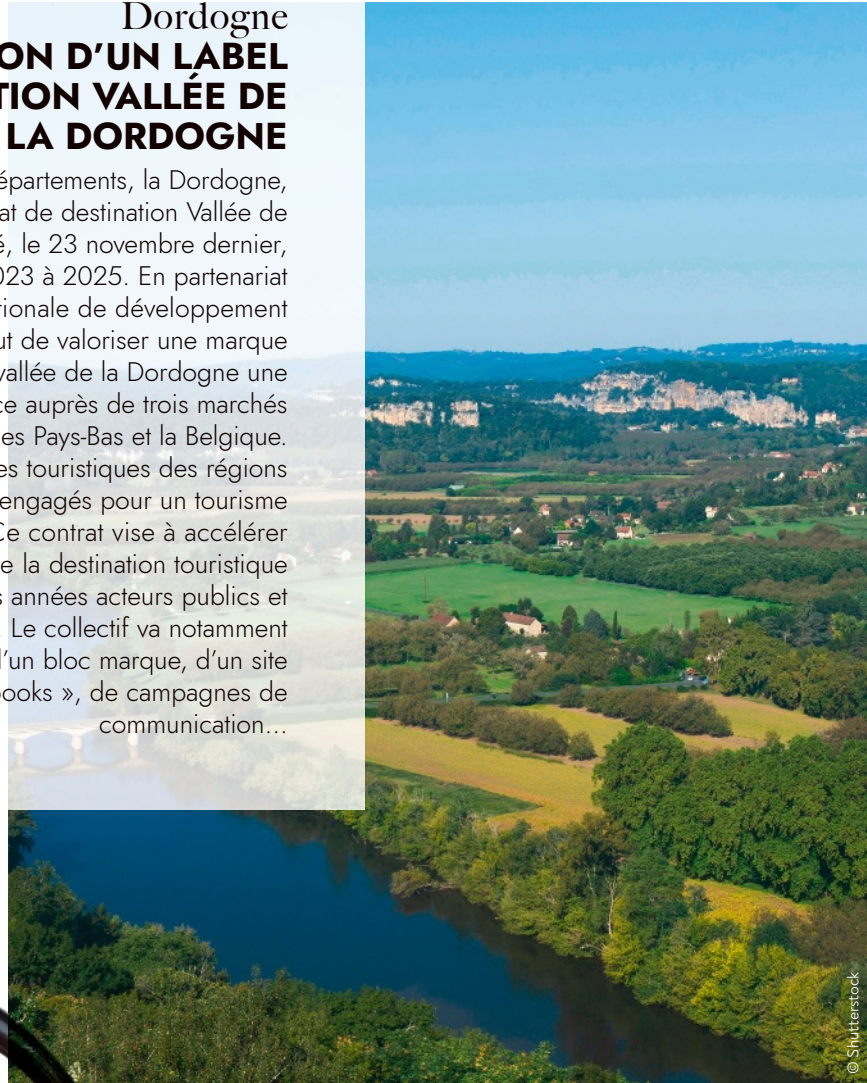 Dordogne
ON D’UN LABEL
TION VALLÉE DE
LA DORDOGNE
épartements, la Dordogne,
at de destination Vallée de
é, le 23 novembre dernier,
023 à 2025. En partenariat
tionale de développement
ut de valoriser une marque
vallée de la Dordogne une
ce auprès de trois marchés
es Pays-Bas et la Belgique.
es touristiques des régions
engagés pour un tourisme
Ce contrat vise à accélérer
e la destination touristique
s années acteurs publics et
. Le collectif va notamment
d’un bloc marque, d’un site
books », de campagnes de
communication…
© Shutterstock